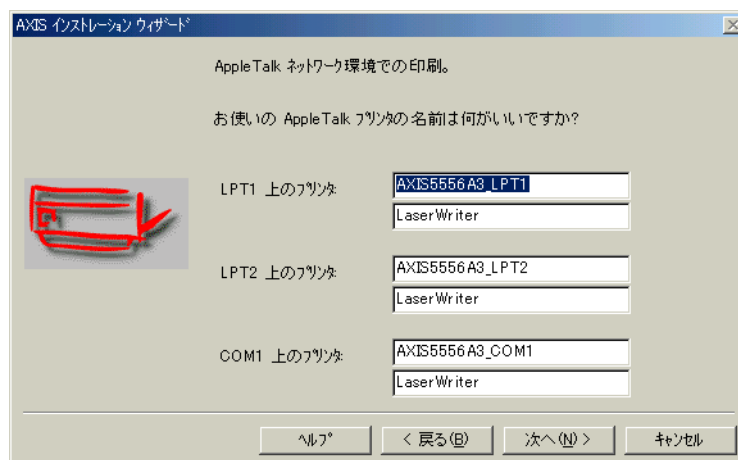 AXIS インストレーション ウィザード
AppleTalk ネットワーク環境での印刷。
お使いの AppleTalk プリンタの名前は何がいいですか?
LPT1 上のプリンタ: AXIS5556A3_LPT1
LaserWriter
LPT2 上のプリンタ: AXIS5556A3_LPT2
LaserWriter
COM1 上のプリンタ: AXIS5556A3_COM1
LaserWriter
ヘルプ < 戻る(B) 次へ(N) > キャンセル